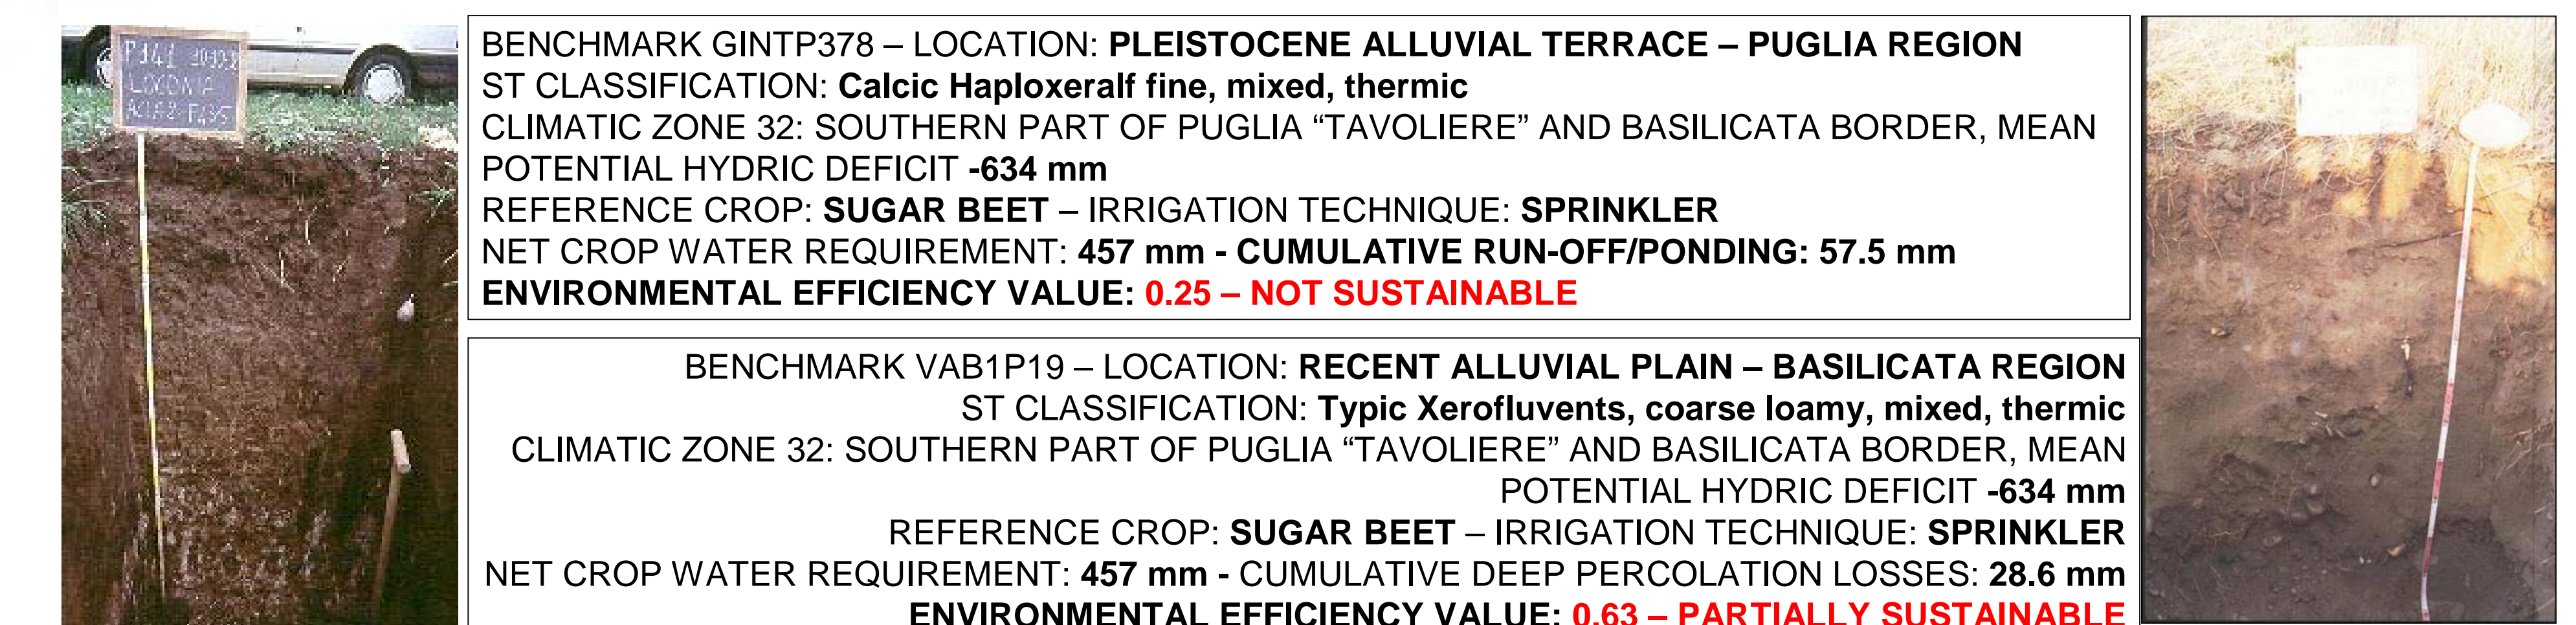 P141
BENCHMARK GINTP378 – LOCATION: PLEISTOCENE ALLUVIAL TERRACE – PUGLIA REGION
ST CLASSIFICATION: Calcic Haploxeralf fine, mixed, thermic
CLIMATIC ZONE 32: SOUTHERN PART OF PUGLIA “TAVOLIERE” AND BASILICATA BORDER, MEAN
POTENTIAL HYDRIC DEFICIT -634 mm
REFERENCE CROP: SUGAR BEET – IRRIGATION TECHNIQUE: SPRINKLER
NET CROP WATER REQUIREMENT: 457 mm - CUMULATIVE RUN-OFF/PONDING: 57.5 mm
ENVIRONMENTAL EFFICIENCY VALUE: 0.25 – NOT SUSTAINABLE
BENCHMARK VAB1P19 – LOCATION: RECENT ALLUVIAL PLAIN – BASILICATA REGION
ST CLASSIFICATION: Typic Xerofluvents, coarse loamy, mixed, thermic
CLIMATIC ZONE 32: SOUTHERN PART OF PUGLIA “TAVOLIERE” AND BASILICATA BORDER, MEAN
POTENTIAL HYDRIC DEFICIT -634 mm
REFERENCE CROP: SUGAR BEET – IRRIGATION TECHNIQUE: SPRINKLER
NET CROP WATER REQUIREMENT: 457 mm - CUMULATIVE DEEP PERCOLATION LOSSES: 28.6 mm
ENVIRONMENTAL EFFICIENCY VALUE: 0.63 – PARTIALLY SUSTAINABLE